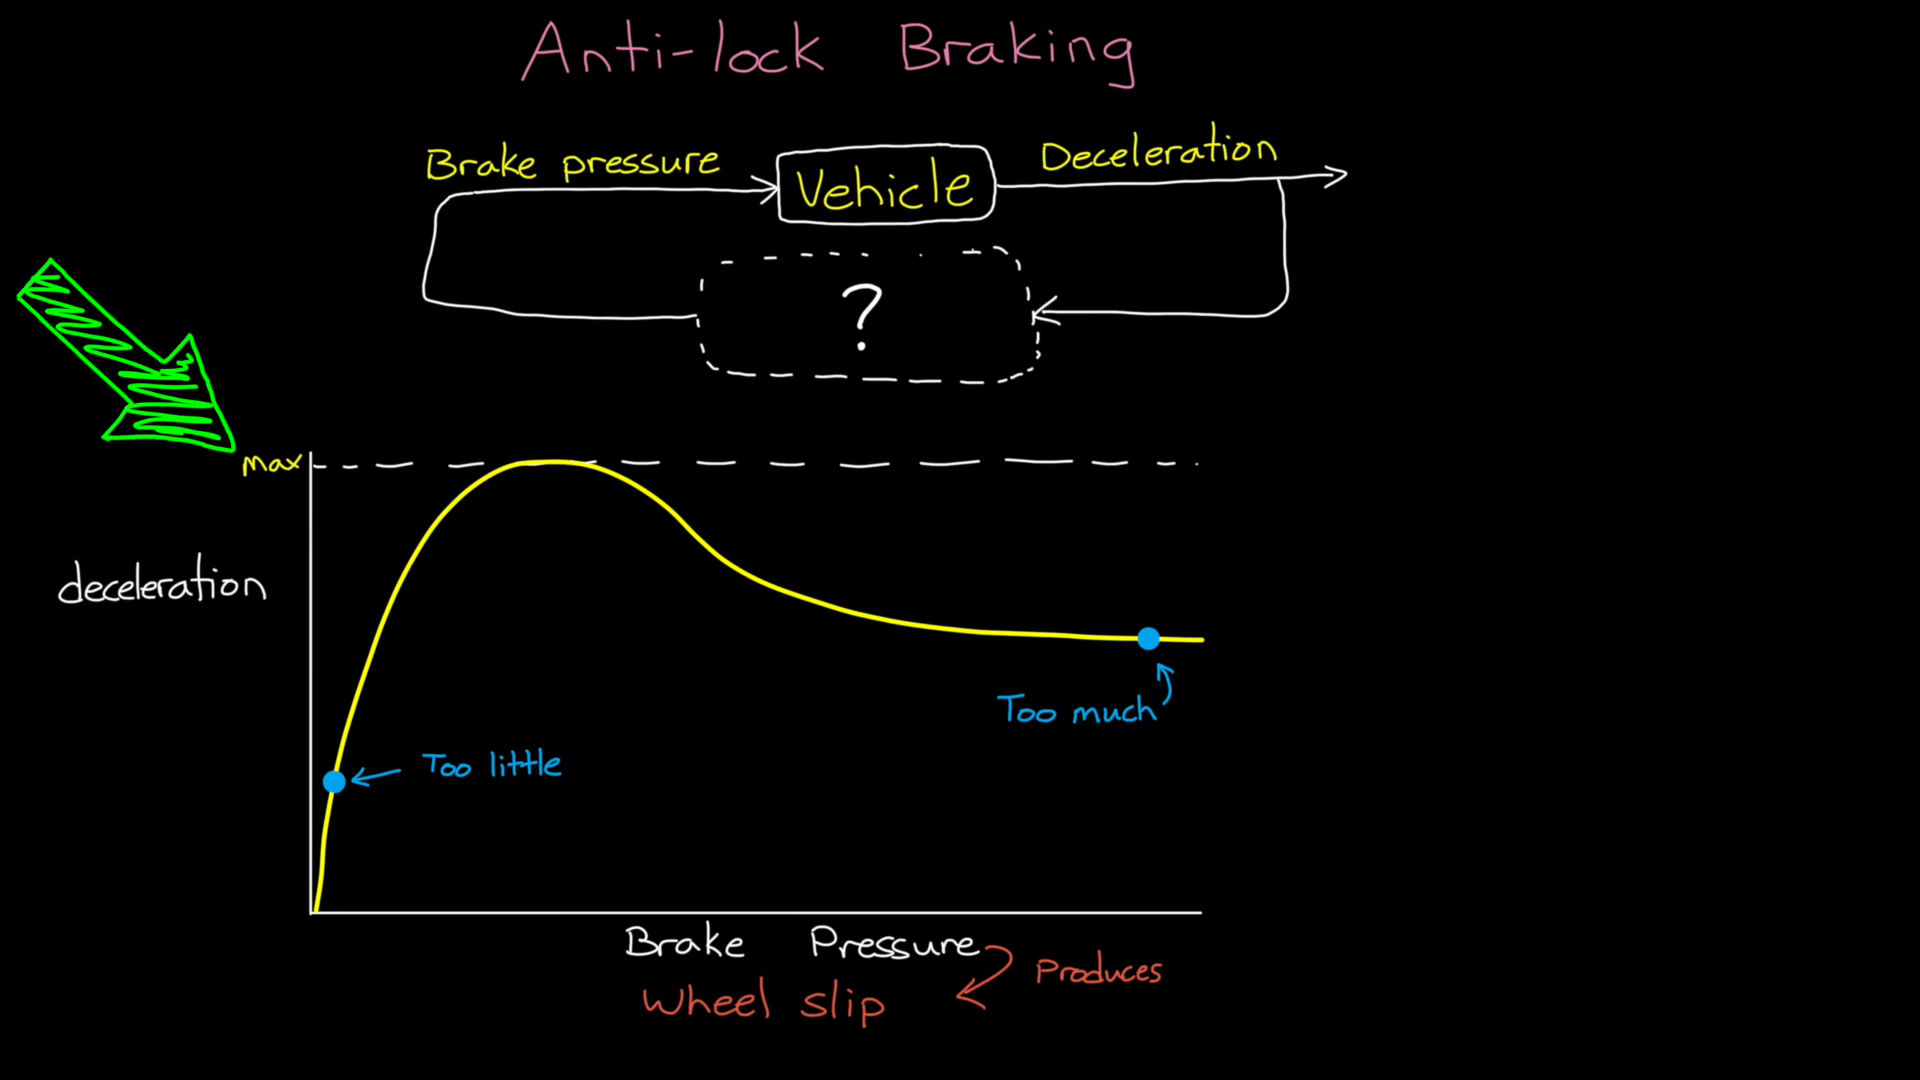 Anti-lock Braking
Brake pressure
Vehicle
Deceleration
?
max
deceleration
Too much
Too little
Brake Pressure
Produces
Wheel slip